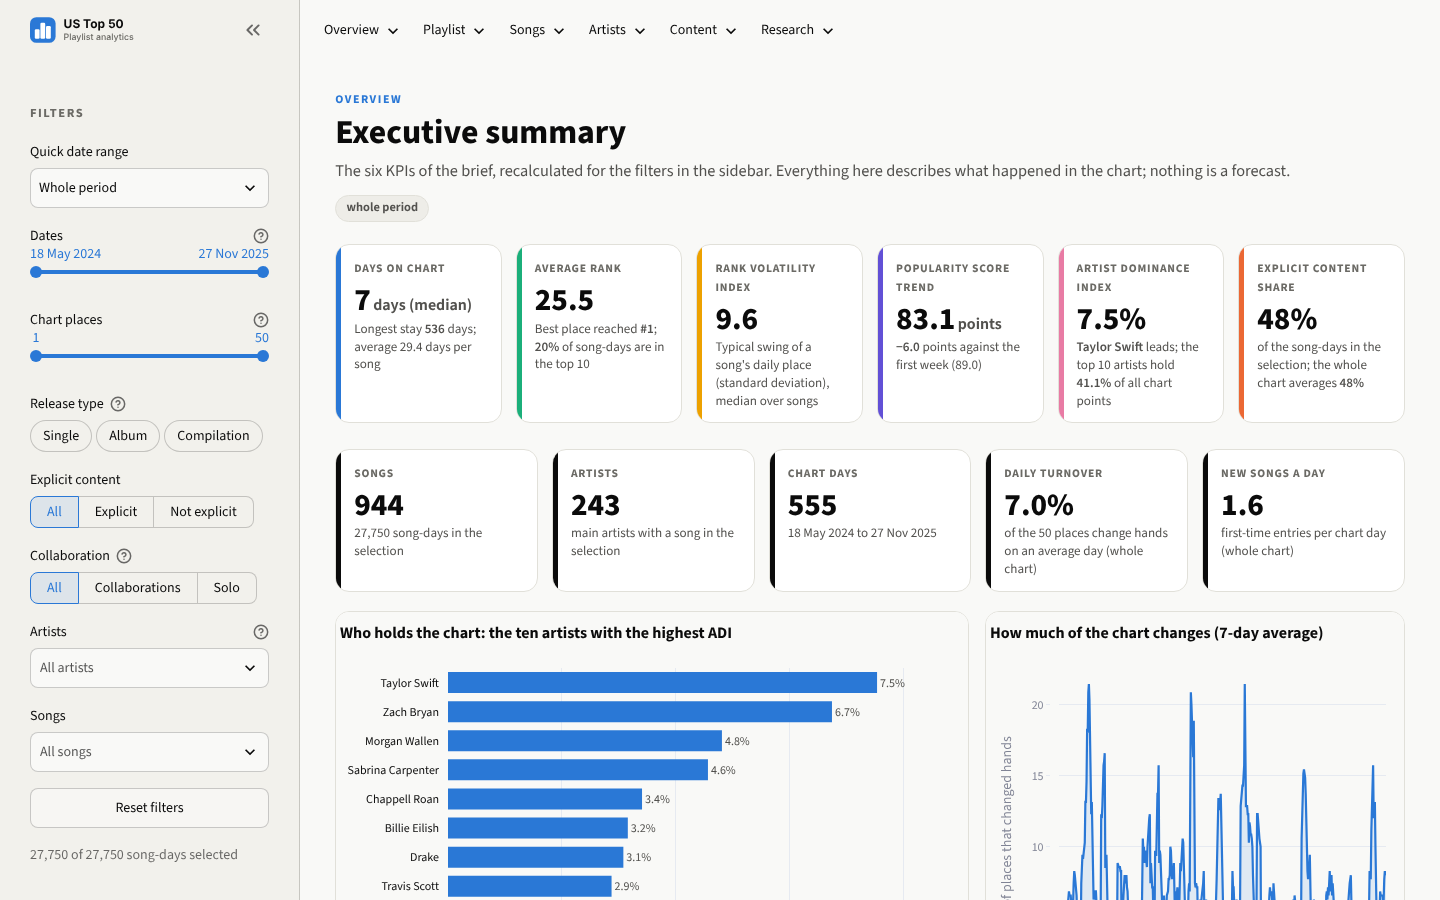 US Top 50
Playlist analytics
Overview
Playlist
Songs
Artists
Content
Research
FILTERS
Quick date range
Whole period
Dates
18 May 2024
27 Nov 2025
Chart places
1
50
Release type
Single
Album
Compilation
Explicit content
All
Explicit
Not explicit
Collaboration
All
Collaborations
Solo
Artists
All artists
Songs
All songs
Reset filters
27,750 of 27,750 song-days selected
OVERVIEW
Executive summary
The six KPIs of the brief, recalculated for the filters in the sidebar. Everything here describes what happened in the chart; nothing is a forecast.
whole period
DAYS ON CHART
7 days (median)
Longest stay 536 days;
average 29.4 days per
song
AVERAGE RANK
25.5
Best place reached #1;
20% of song-days are in
the top 10
RANK VOLATILITY
INDEX
9.6
Typical swing of a
song's daily place
(standard deviation),
median over songs
POPULARITY SCORE
TREND
83.1 points
−6.0 points against the
first week (89.0)
ARTIST DOMINANCE
INDEX
7.5%
Taylor Swift leads; the
top 10 artists hold
41.1% of all chart
points
EXPLICIT CONTENT
SHARE
48%
of the song-days in the
selection; the whole
chart averages 48%
SONGS
944
27,750 song-days in the
selection
ARTISTS
243
main artists with a song in the
selection
CHART DAYS
555
18 May 2024 to 27 Nov 2025
DAILY TURNOVER
7.0%
of the 50 places change hands
on an average day (whole
chart)
NEW SONGS A DAY
1.6
first-time entries per chart day
(whole chart)
Who holds the chart: the ten artists with the highest ADI
Taylor Swift 7.5%
Zach Bryan 6.7%
Morgan Wallen 4.8%
Sabrina Carpenter 4.6%
Chappell Roan 3.4%
Billie Eilish 3.2%
Drake 3.1%
Travis Scott 2.9%
How much of the chart changes (7-day average)
20
15
10
f places that changed hands